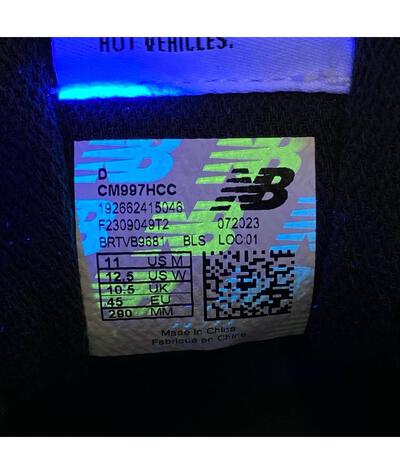 HOT VEHICLES.
D
CM997HCC
192662415046
F2309049T2 072023
BRTVB9681 BLS LOC:01
11 US M
12.5 US W
10.5 UK
45 EU
290 MM
NB
Made in China
Fabriqué en Chine